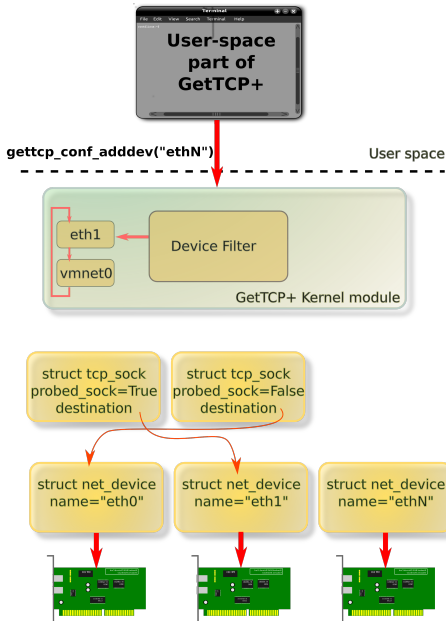 Terminal
File Edit View Search Terminal Help
User-space
part of
GetTCP+
gettcp_conf_adddev("ethN")
User space
eth1
Device Filter
vmnet0
GetTCP+ Kernel module
struct tcp_sock
probed_sock=True
destination
struct tcp_sock
probed_sock=False
destination
struct net_device
name="eth0"
struct net_device
name="eth1"
struct net_device
name="ethN"